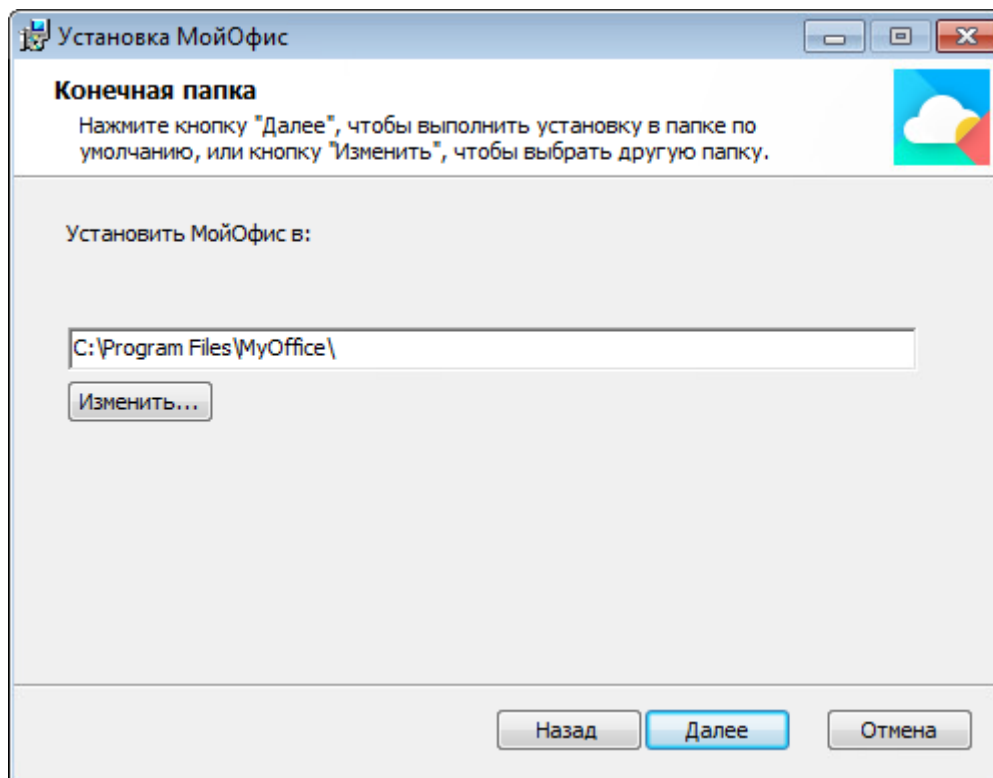 Установка МойОфис
Конечная папка
Нажмите кнопку "Далее", чтобы выполнить установку в папке по
умолчанию, или кнопку "Изменить", чтобы выбрать другую папку.
Установить МойОфис в:
C:\Program Files\MyOffice\
Изменить...
Назад Далее Отмена